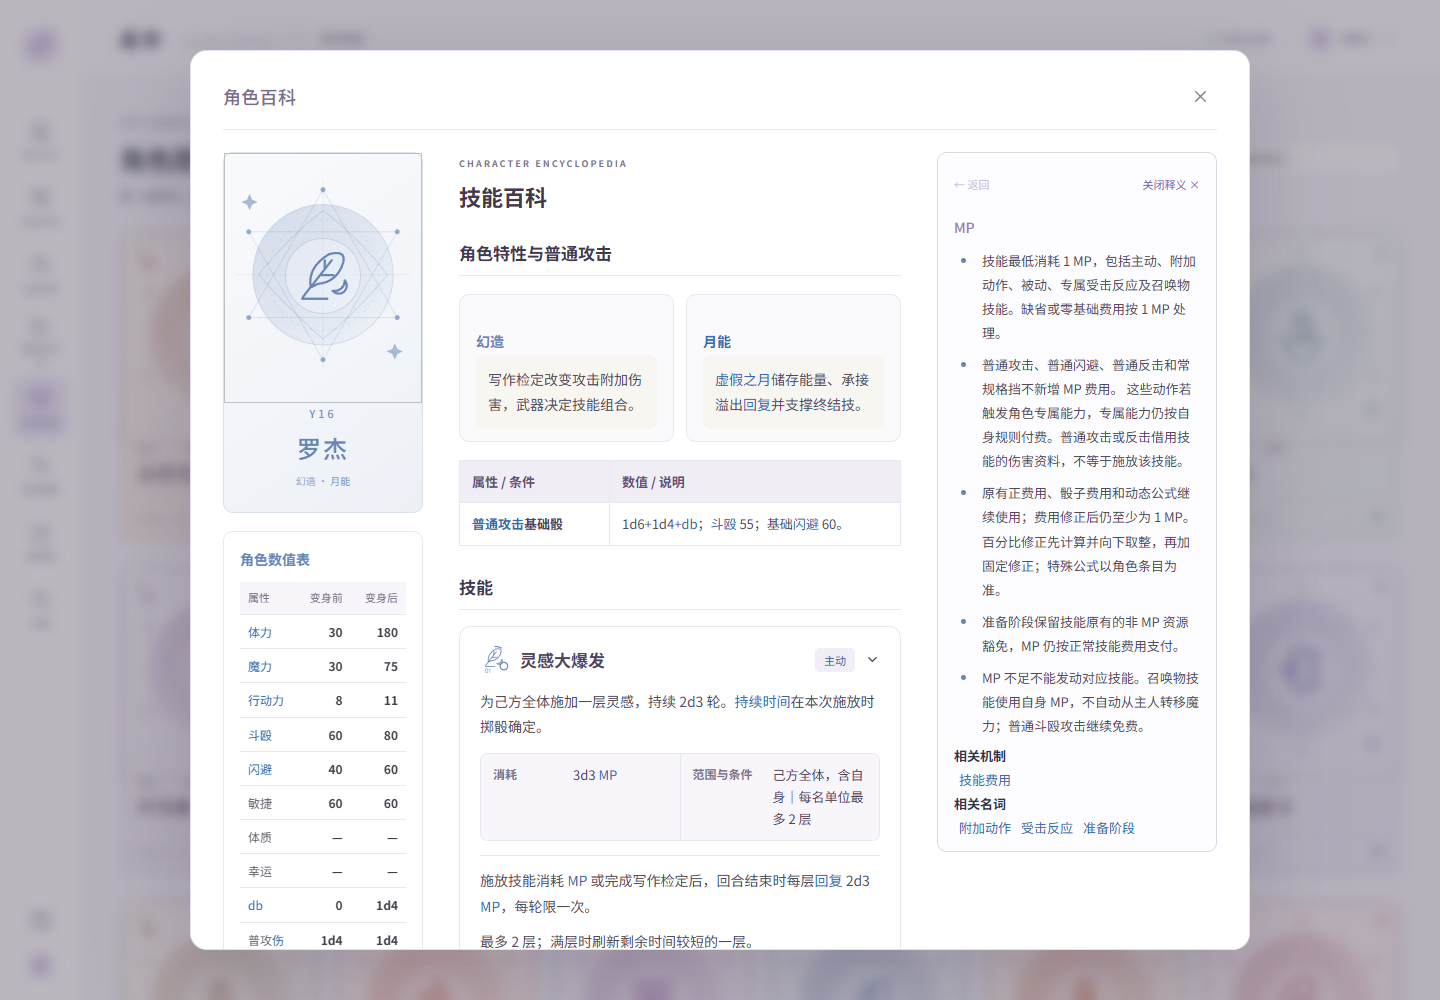 角色百科
×
Y16
罗杰
幻造 · 月能
角色数值表
属性 变身前 变身后
体力 30 180
魔力 30 75
行动力 8 11
斗殴 60 80
闪避 40 60
敏捷 60 60
体质 — —
幸运 — —
db 0 1d4
普攻伤 1d4 1d4
CHARACTER ENCYCLOPEDIA
技能百科
角色特性与普通攻击
幻造
写作检定改变攻击附加伤
害，武器决定技能组合。
月能
虚假之月储存能量、承接
溢出回复并支撑终结技。
属性 / 条件 数值 / 说明
普通攻击基础骰 1d6+1d4+db；斗殴 55；基础闪避 60。
技能
灵感大爆发 主动
为己方全体施加一层灵感，持续 2d3 轮。持续时间在本次施放时
掷骰确定。
消耗 3d3 MP
范围与条件 己方全体，含自
身｜每名单位最
多 2 层
施放技能消耗 MP 或完成写作检定后，回合结束时每层回复 2d3
MP，每轮限一次。
最多 2 层；满层时刷新剩余时间较短的一层。
← 返回 关闭释义 ×
MP
技能最低消耗 1 MP，包括主动、附加
动作、被动、专属受击反应及召唤物
技能。缺省或零基础费用按 1 MP 处
理。
普通攻击、普通闪避、普通反击和常
规格挡不新增 MP 费用。 这些动作若
触发角色专属能力，专属能力仍按自
身规则付费。普通攻击或反击借用技
能的伤害资料，不等于施放该技能。
原有正费用、骰子费用和动态公式继
续使用；费用修正后仍至少为 1 MP。
百分比修正先计算并向下取整，再加
固定修正；特殊公式以角色条目为
准。
准备阶段保留技能原有的非 MP 资源
豁免，MP 仍按正常技能费用支付。
MP 不足不能发动对应技能。召唤物技
能使用自身 MP，不自动从主人转移魔
力；普通斗殴攻击继续免费。
相关机制
技能费用
相关名词
附加动作 受击反应 准备阶段